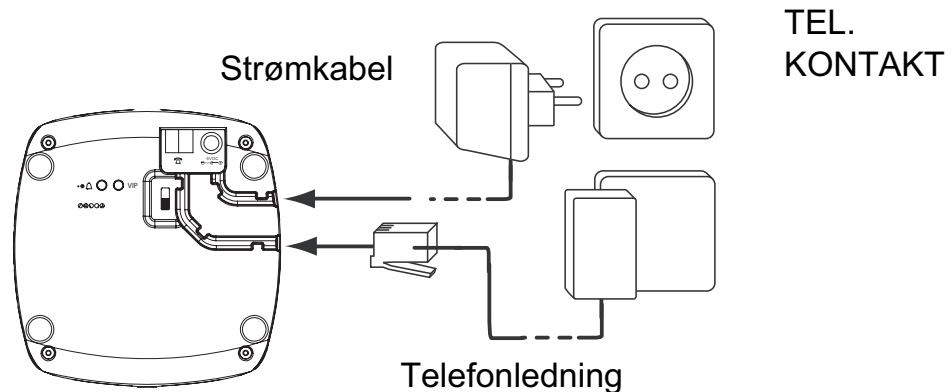 TEL.
KONTAKT
Strømkabel
VIP
Telefonledning